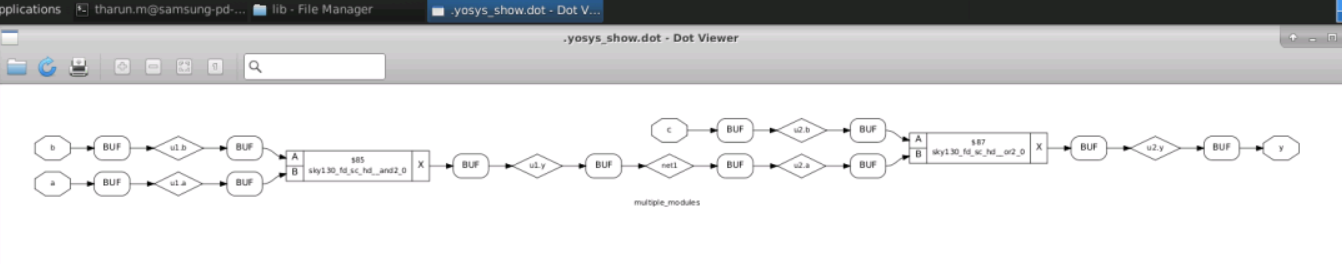 pplications
tharun.m@samsung-pd-...
lib - File Manager
.yosys_show.dot - Dot V...
.yosys_show.dot - Dot Viewer
b BUF u1.b BUF
a BUF u1.a BUF
A
B
$85
sky130_fd_sc_hd__and2_0
X
BUF u1.y BUF net1 BUF u2.a BUF
c BUF u2.b BUF
A
B
$87
sky130_fd_sc_hd__or2_0
X
BUF u2.y BUF y
multiple_modules